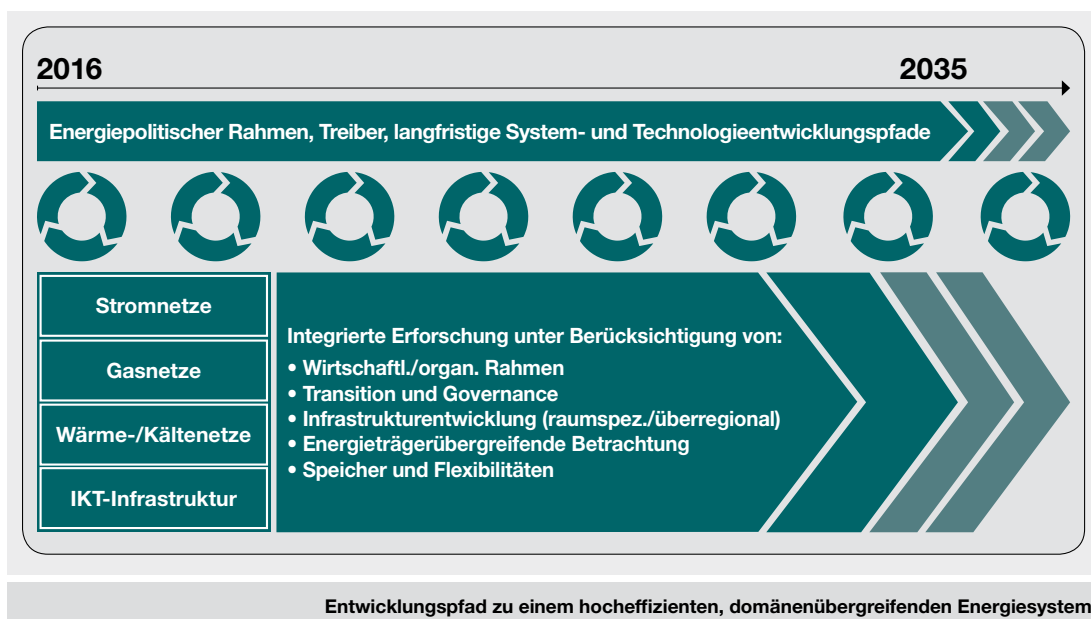 2016
2035
Energiepolitischer Rahmen, Treiber, langfristige System- und Technologieentwicklungspfade
Stromnetze
Gasnetze
Wärme-/Kältenetze
IKT-Infrastruktur
Integrierte Erforschung unter Berücksichtigung von:
• Wirtschaftl./organ. Rahmen
• Transition und Governance
• Infrastrukturentwicklung (raumspez./überregional)
• Energieträgerübergreifende Betrachtung
• Speicher und Flexibilitäten
Entwicklungspfad zu einem hocheffizienten, domänenübergreifenden Energiesystem